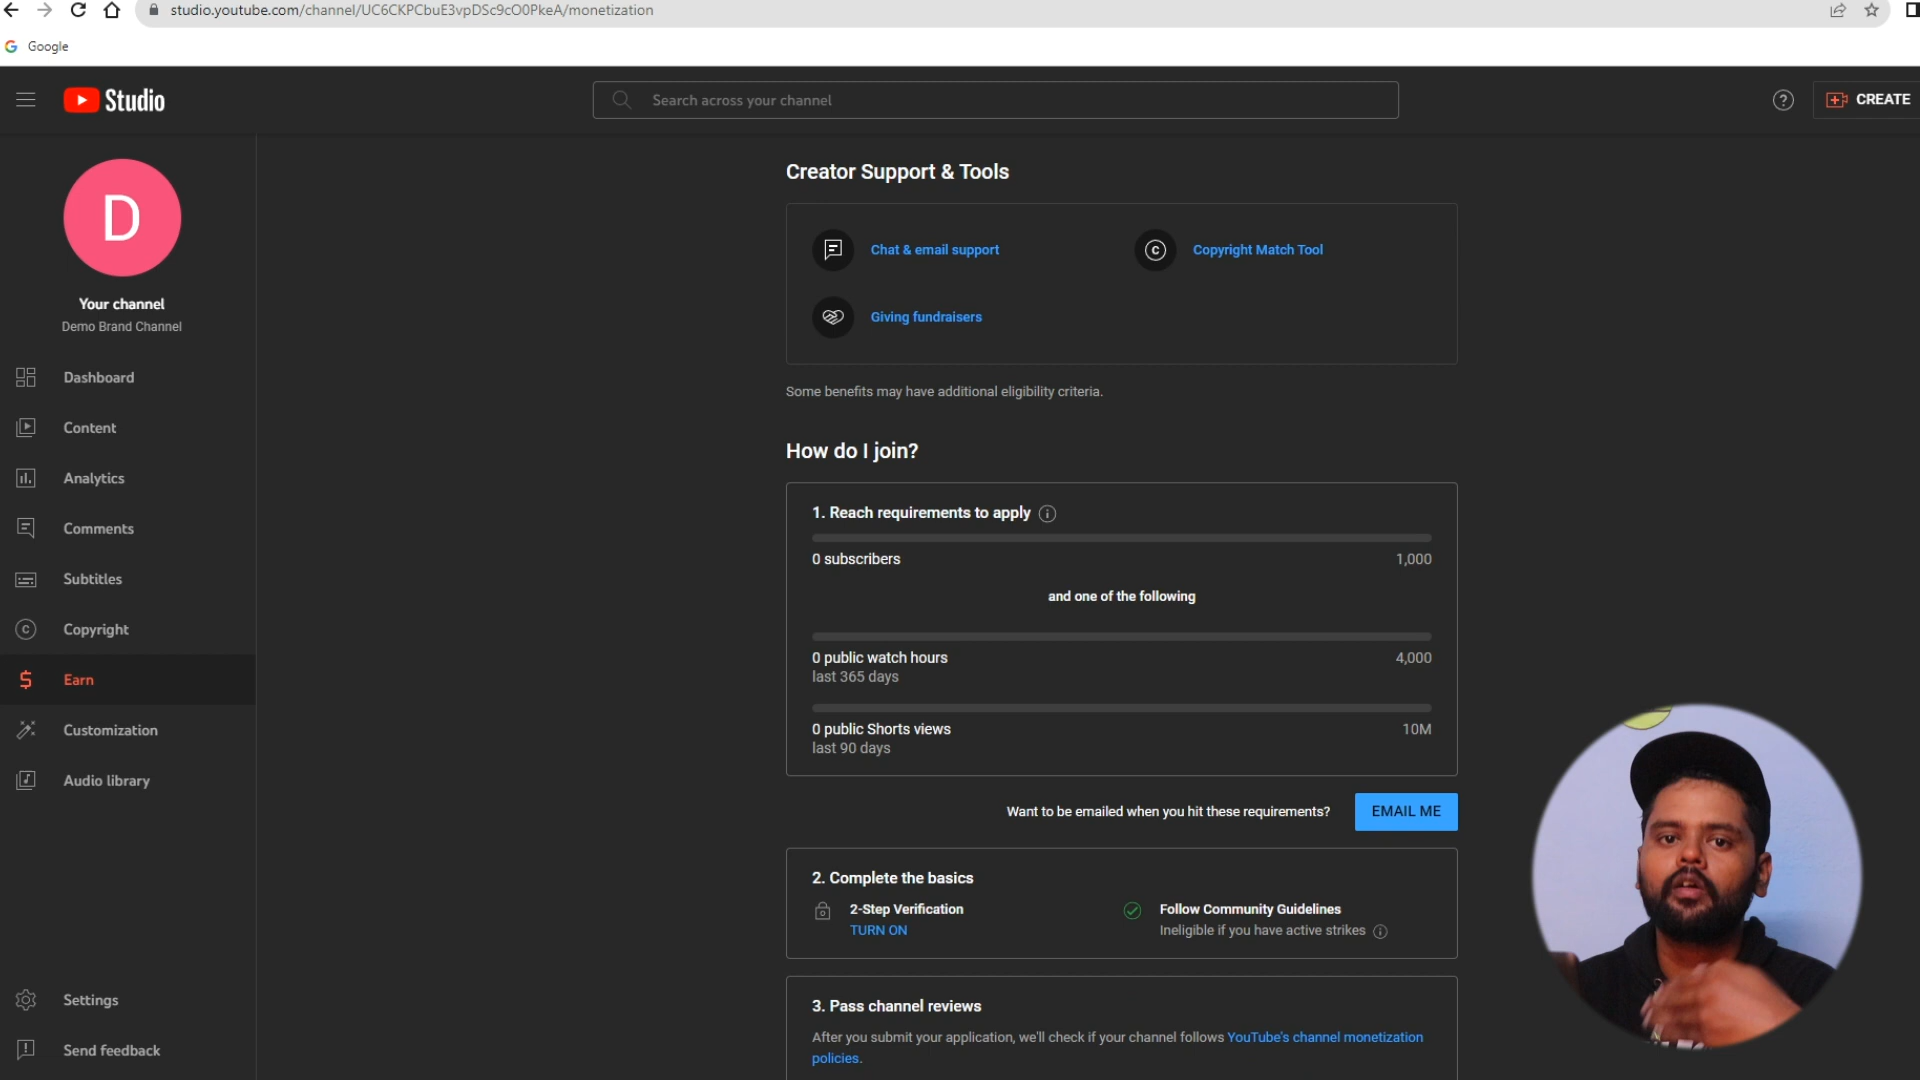 studio.youtube.com/channel/UC6CKPCbuE3vpDSc9cO0PkeA/monetization
Google
Studio
Search across your channel
CREATE
D
Your channel
Demo Brand Channel
Dashboard
Content
Analytics
Comments
Subtitles
Copyright
Earn
Customization
Audio library
Settings
Send feedback
Creator Support & Tools
Chat & email support
Copyright Match Tool
Giving fundraisers
Some benefits may have additional eligibility criteria.
How do I join?
1. Reach requirements to apply
0 subscribers 1,000
and one of the following
0 public watch hours 4,000
last 365 days
0 public Shorts views 10M
last 90 days
Want to be emailed when you hit these requirements? EMAIL ME
2. Complete the basics
2-Step Verification
TURN ON
Follow Community Guidelines
Ineligible if you have active strikes
3. Pass channel reviews
After you submit your application, we'll check if your channel follows YouTube's channel monetization
policies.